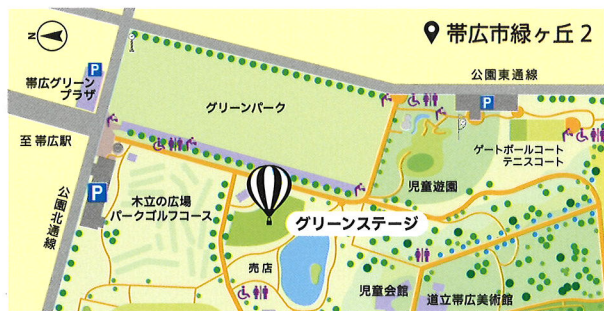 N
帯広市緑ヶ丘2
公園東通線
P
帯広グリーン
プラザ
グリーンパーク
P
至 帯広駅
ゲートボールコート
テニスコート
公園北通線
P
木立の広場
パークゴルフコース
児童遊園
グリーンステージ
売店
児童会館
道立帯広美術館